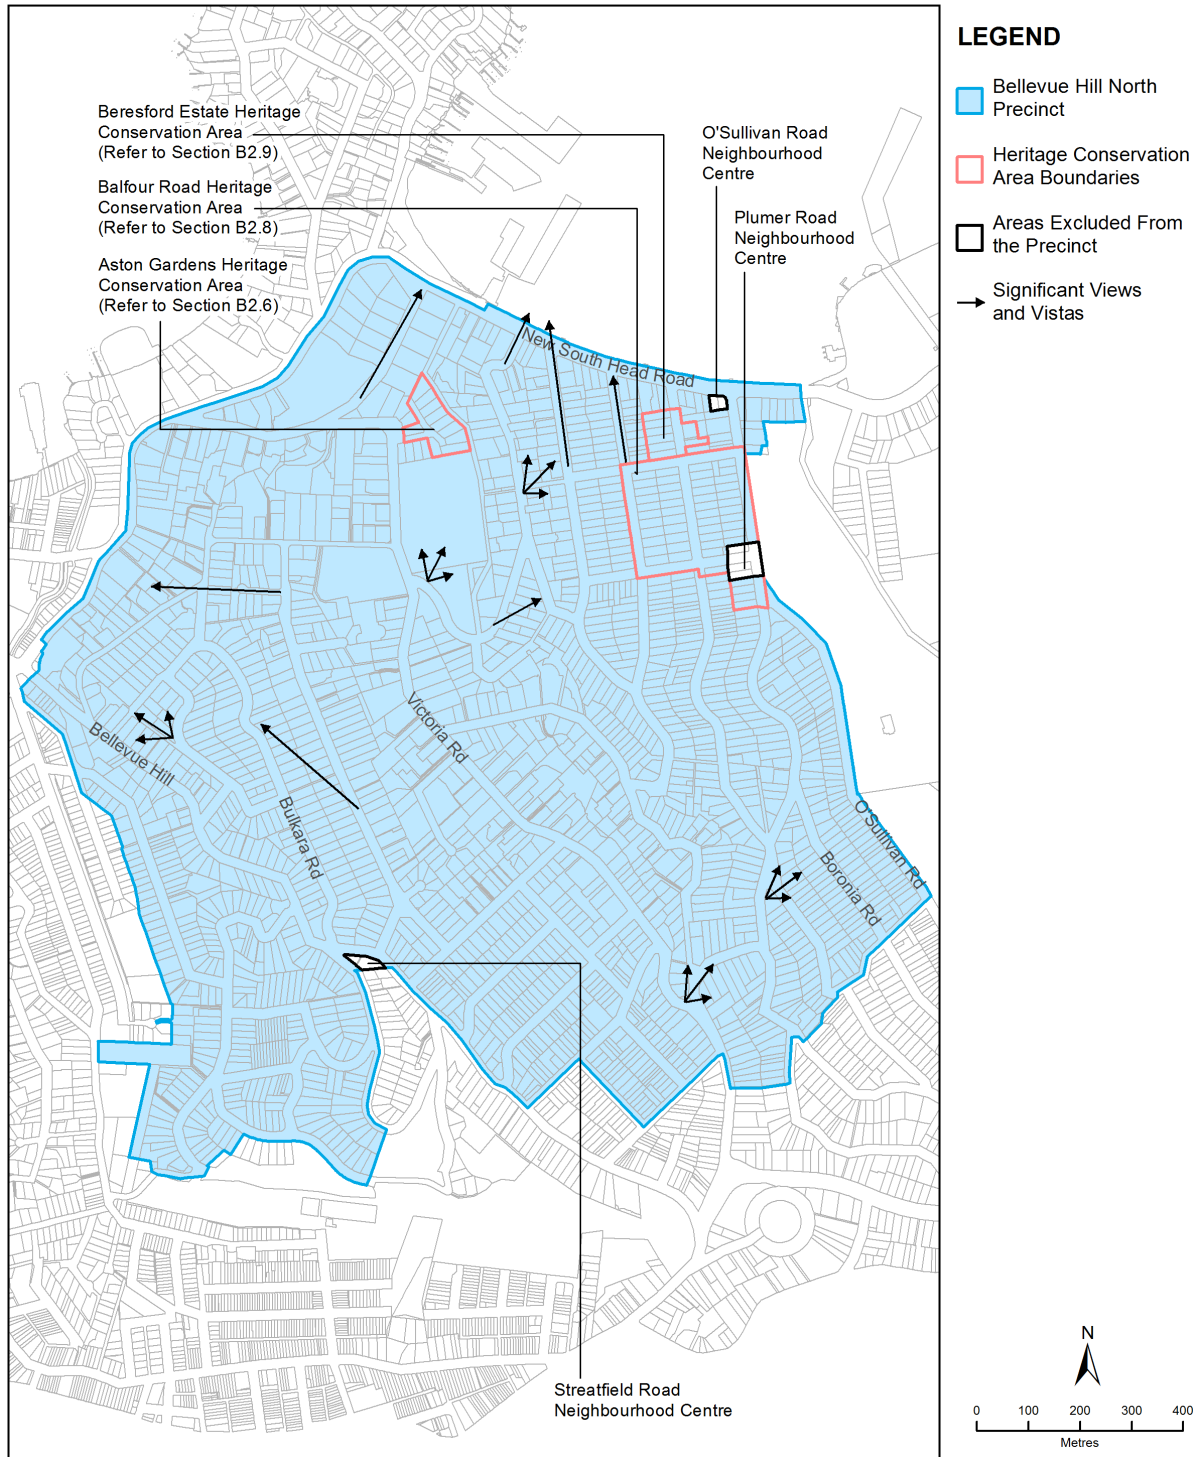 LEGEND
Bellevue Hill North
Precinct
Heritage Conservation
Area Boundaries
Areas Excluded From
the Precinct
Significant Views
and Vistas
Beresford Estate Heritage
Conservation Area
(Refer to Section B2.9)
Balfour Road Heritage
Conservation Area
(Refer to Section B2.8)
Aston Gardens Heritage
Conservation Area
(Refer to Section B2.6)
O'Sullivan Road
Neighbourhood
Centre
Plumer Road
Neighbourhood
Centre
New South Head Road
Victoria Rd
Bellevue Hill
Bulkara Rd
O'Sullivan Rd
Boronia Rd
Streatfield Road
Neighbourhood Centre
N
0 100 200 300 400
Metres